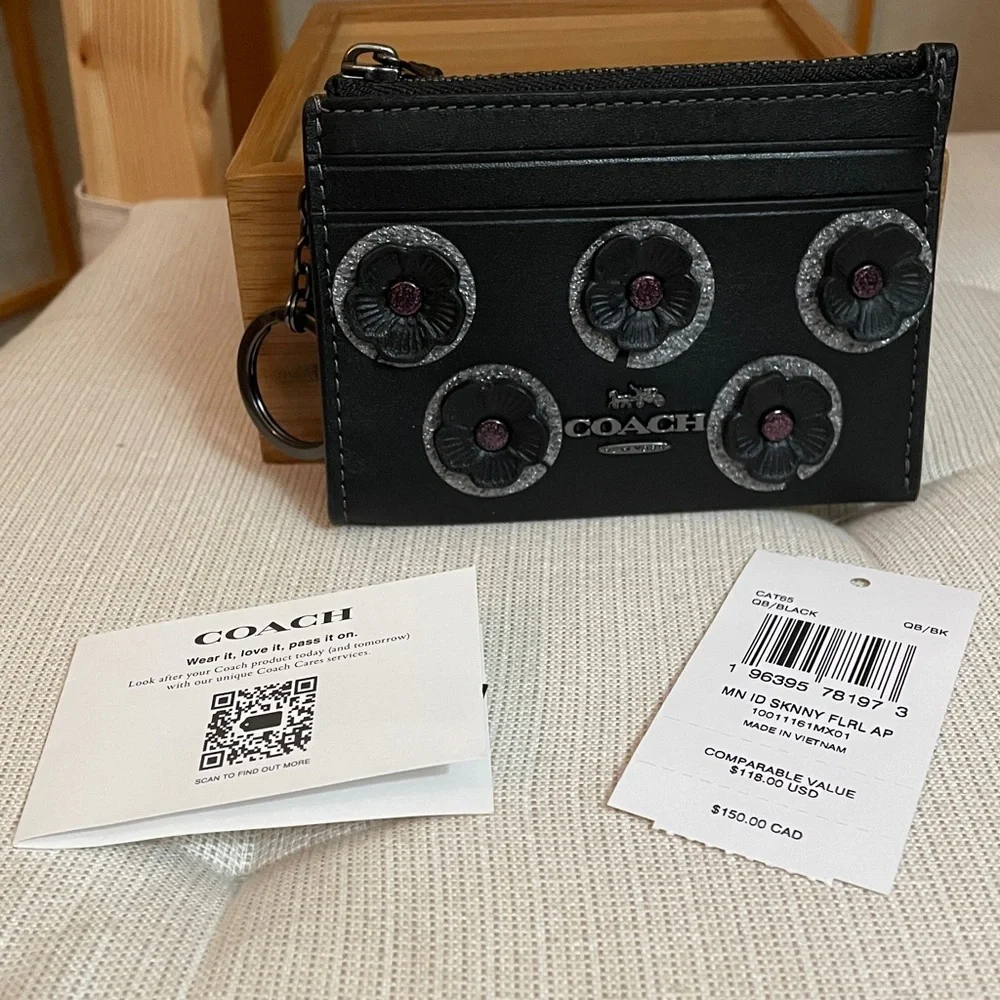 COACH
COACH
Wear it, love it, pass it on.
Look after your Coach product today (and tomorrow)
with our unique Coach Cares services.
SCAN TO FIND OUT MORE
CAT65
QB/BLACK
QB/BK
1 96395 78197 3
MN ID SKNNY FLRL AP
10011161MX01
MADE IN VIETNAM
COMPARABLE VALUE
$118.00 USD
$150.00 CAD